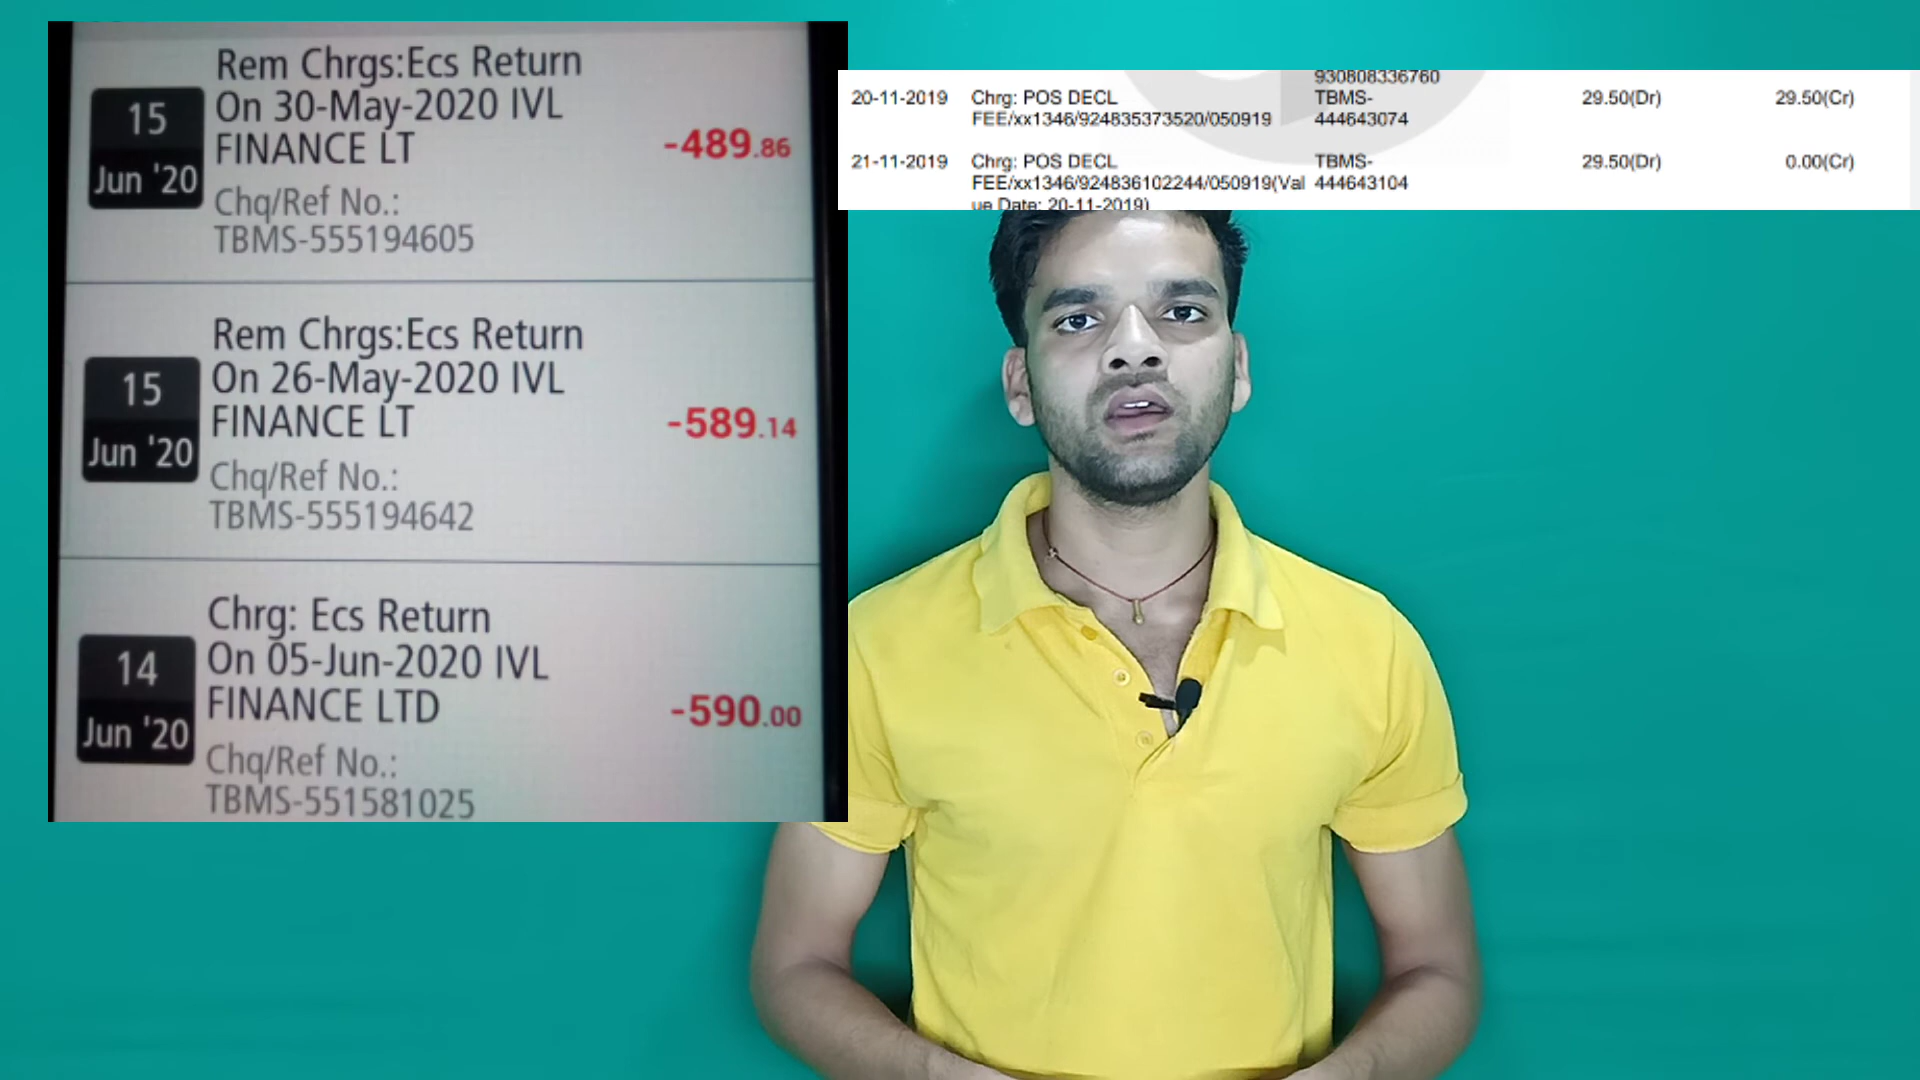 Rem Chrgs:Ecs Return
On 30-May-2020 IVL
FINANCE LT
15
Jun '20
-489.86
Chq/Ref No.:
TBMS-555194605
Rem Chrgs:Ecs Return
On 26-May-2020 IVL
FINANCE LT
15
Jun '20
-589.14
Chq/Ref No.:
TBMS-555194642
Chrg: Ecs Return
On 05-Jun-2020 IVL
FINANCE LTD
14
Jun '20
-590.00
Chq/Ref No.:
TBMS-551581025
930808336760
20-11-2019 Chrg: POS DECL TBMS- 29.50(Dr) 29.50(Cr)
FEE/xx1346/924835373520/050919 444643074
21-11-2019 Chrg: POS DECL TBMS- 29.50(Dr) 0.00(Cr)
FEE/xx1346/924836102244/050919(Val 444643104
ue Date: 20-11-2019)